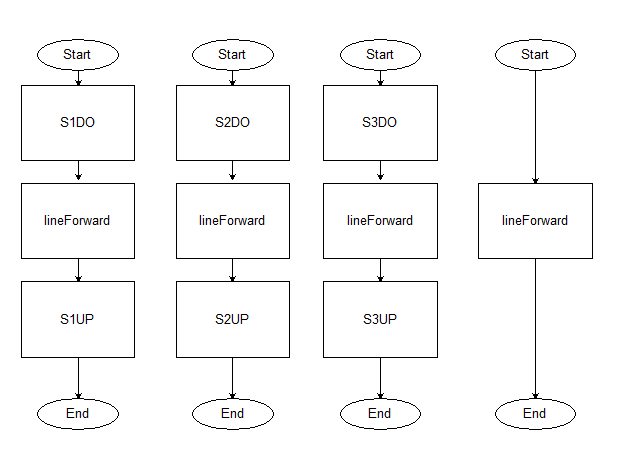 Start
Start
Start
Start
S1DO
S2DO
S3DO
lineForward
lineForward
lineForward
lineForward
S1UP
S2UP
S3UP
End
End
End
End